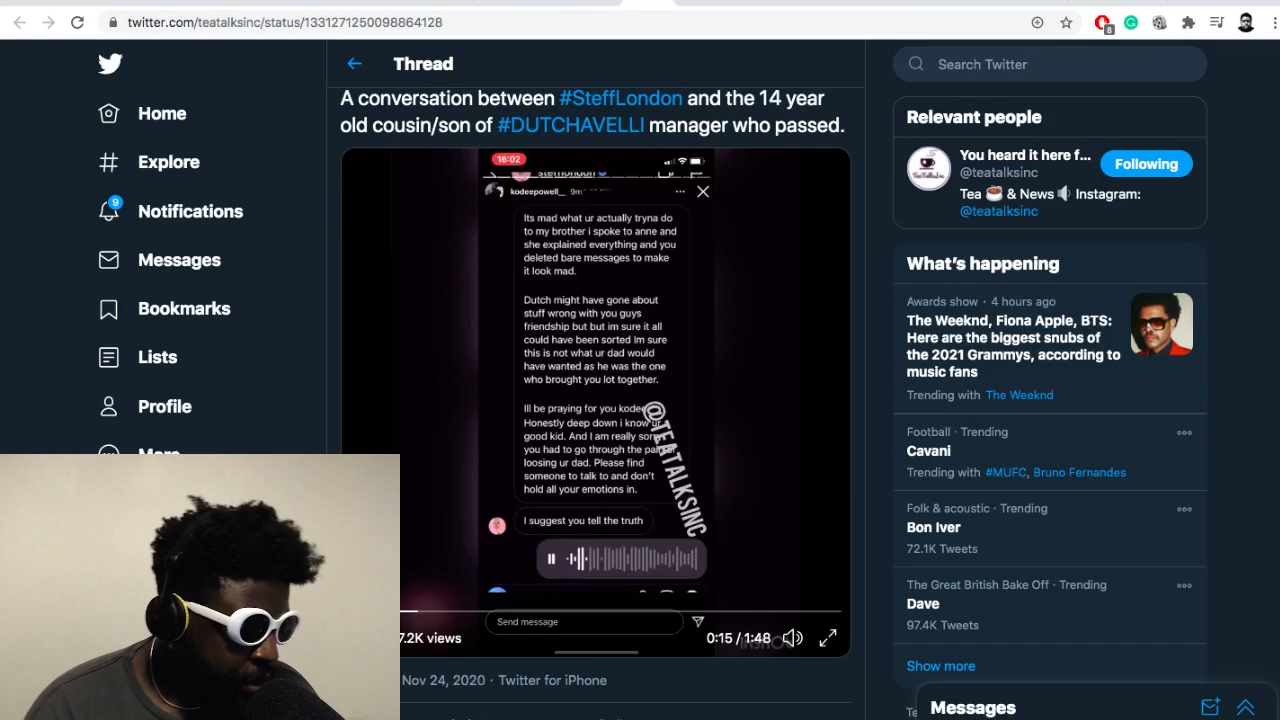 twitter.com/teatalksinc/status/1331271250098864128
8
Home
Explore
9
Notifications
Messages
Bookmarks
Lists
Profile
More
Thread
A conversation between #SteffLondon and the 14 year
old cousin/son of #DUTCHAVELLI manager who passed.
16:02
stefflondon
kodeepowell_ 9m
Its mad what ur actually tryna do
to my brother i spoke to anne and
she explained everything and you
deleted bare messages to make
it look mad.
Dutch might have gone about
stuff wrong with you guys
friendship but but im sure it all
could have been sorted Im sure
this is not what ur dad would
have wanted as he was the one
who brought you lot together.
Ill be praying for you kodee
Honestly deep down i know ur
good kid. And I am really sorry
you had to go through the pain
loosing ur dad. Please find
someone to talk to and don't
hold all your emotions in.
@TEATALKSINC
I suggest you tell the truth
Send message
7.2K views
0:15 / 1:48
Nov 24, 2020 · Twitter for iPhone
Search Twitter
Relevant people
You heard it here f...
@teatalksinc
Following
Tea & News Instagram:
@teatalksinc
What's happening
Awards show · 4 hours ago
The Weeknd, Fiona Apple, BTS:
Here are the biggest snubs of
the 2021 Grammys, according to
music fans
Trending with The Weeknd
Football · Trending
Cavani
Trending with #MUFC, Bruno Fernandes
Folk & acoustic · Trending
Bon Iver
72.1K Tweets
The Great British Bake Off · Trending
Dave
97.4K Tweets
Show more
Messages